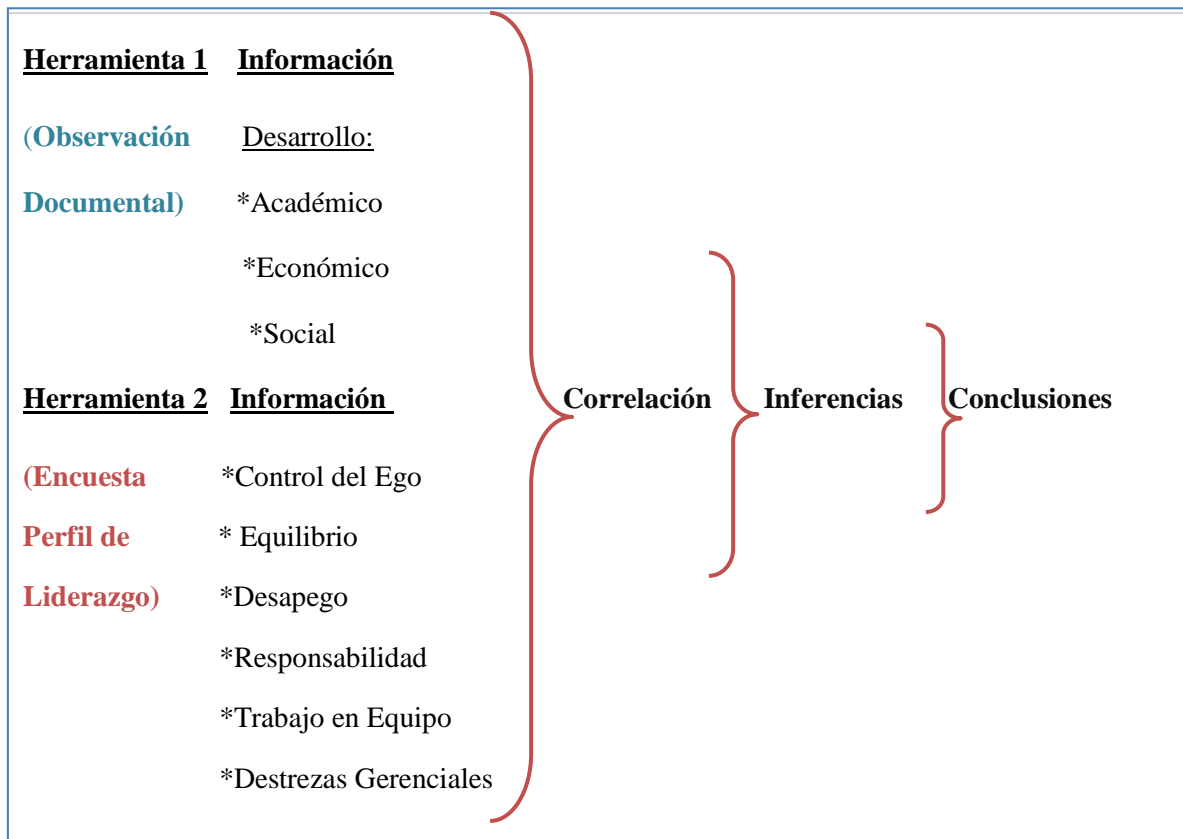 Herramienta 1 Información
(Observación Desarrollo:
Documental) *Académico
*Económico
*Social
Herramienta 2 Información Correlación Inferencias Conclusiones
(Encuesta *Control del Ego
Perfil de * Equilibrio
Liderazgo) *Desapego
*Responsabilidad
*Trabajo en Equipo
*Destrezas Gerenciales